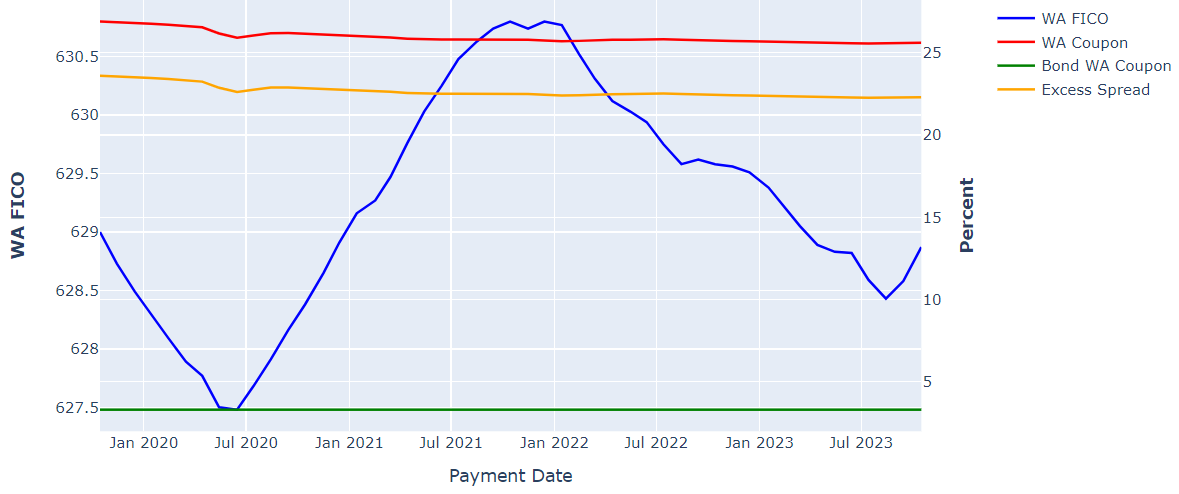 WA FICO
WA Coupon
Bond WA Coupon
Excess Spread
630.5
630
629.5
629
628.5
628
627.5
WA FICO
25
20
15
10
5
Percent
Jan 2020 Jul 2020 Jan 2021 Jul 2021 Jan 2022 Jul 2022 Jan 2023 Jul 2023
Payment Date